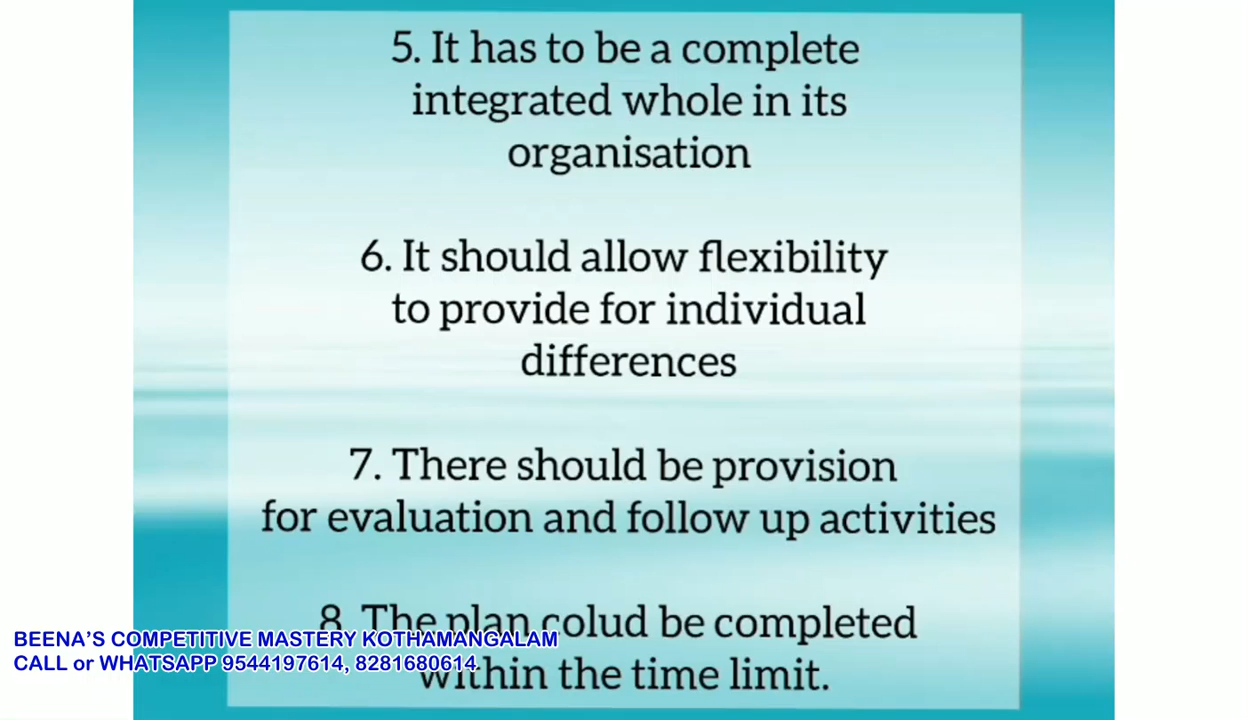 5. It has to be a complete
integrated whole in its
organisation
6. It should allow flexibility
to provide for individual
differences
7. There should be provision
for evaluation and follow up activities
8. The plan colud be completed
within the time limit.
BEENA'S COMPETITIVE MASTERY KOTHAMANGALAM
CALL or WHATSAPP 9544197614, 8281680614